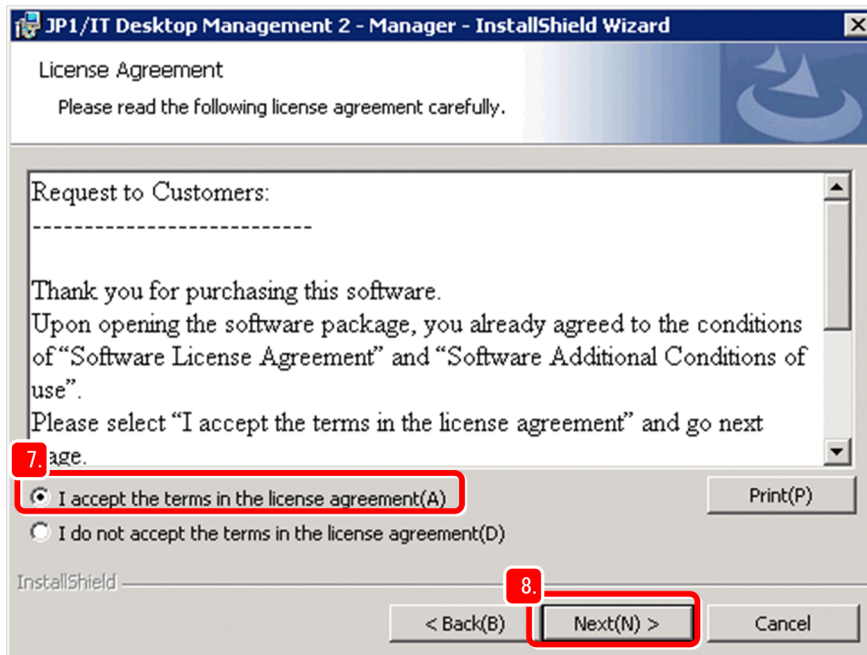 JP1/IT Desktop Management 2 - Manager - InstallShield Wizard
License Agreement
Please read the following license agreement carefully.
Request to Customers:
---------------------------
Thank you for purchasing this software.
Upon opening the software package, you already agreed to the conditions
of “Software License Agreement” and “Software Additional Conditions of
use”.
Please select “I accept the terms in the license agreement” and go next
age.
7.
I accept the terms in the license agreement(A)
Print(P)
I do not accept the terms in the license agreement(D)
InstallShield
8.
< Back(B)
Next(N) >
Cancel